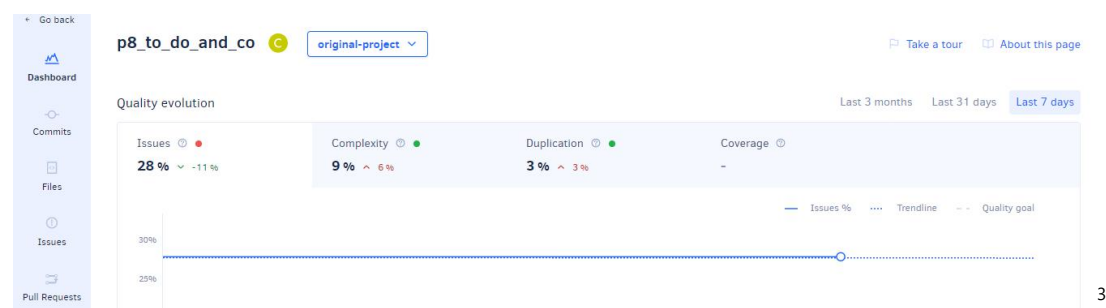 ← Go back
p8_to_do_and_co C original-project
Take a tour About this page
Dashboard
Quality evolution Last 3 months Last 31 days Last 7 days
Commits
Issues Complexity Duplication Coverage
28 % -11 % 9 % 6 % 3 % 3 % -
Files
Issues % Trendline Quality goal
Issues
30%
25%
Pull Requests
3